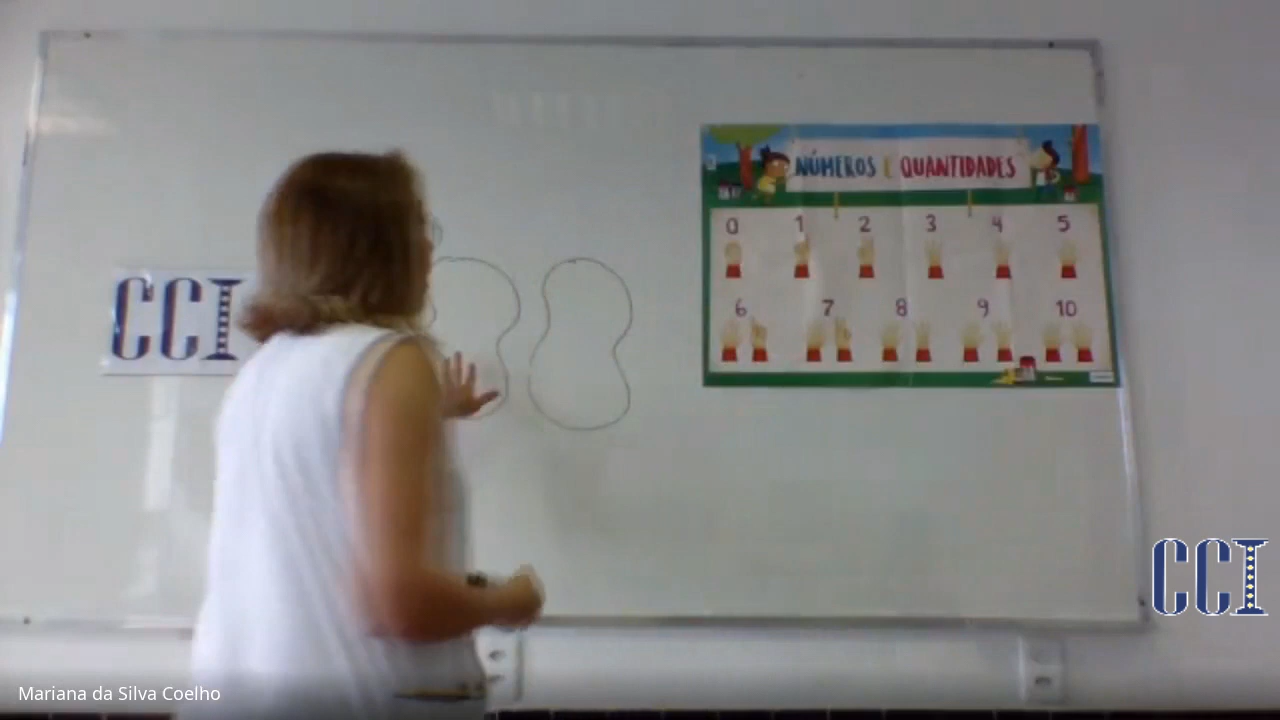 NÚMEROS E QUANTIDADES
0 1 2 3 4 5
6 7 8 9 10
CCI
CCI
Mariana da Silva Coelho